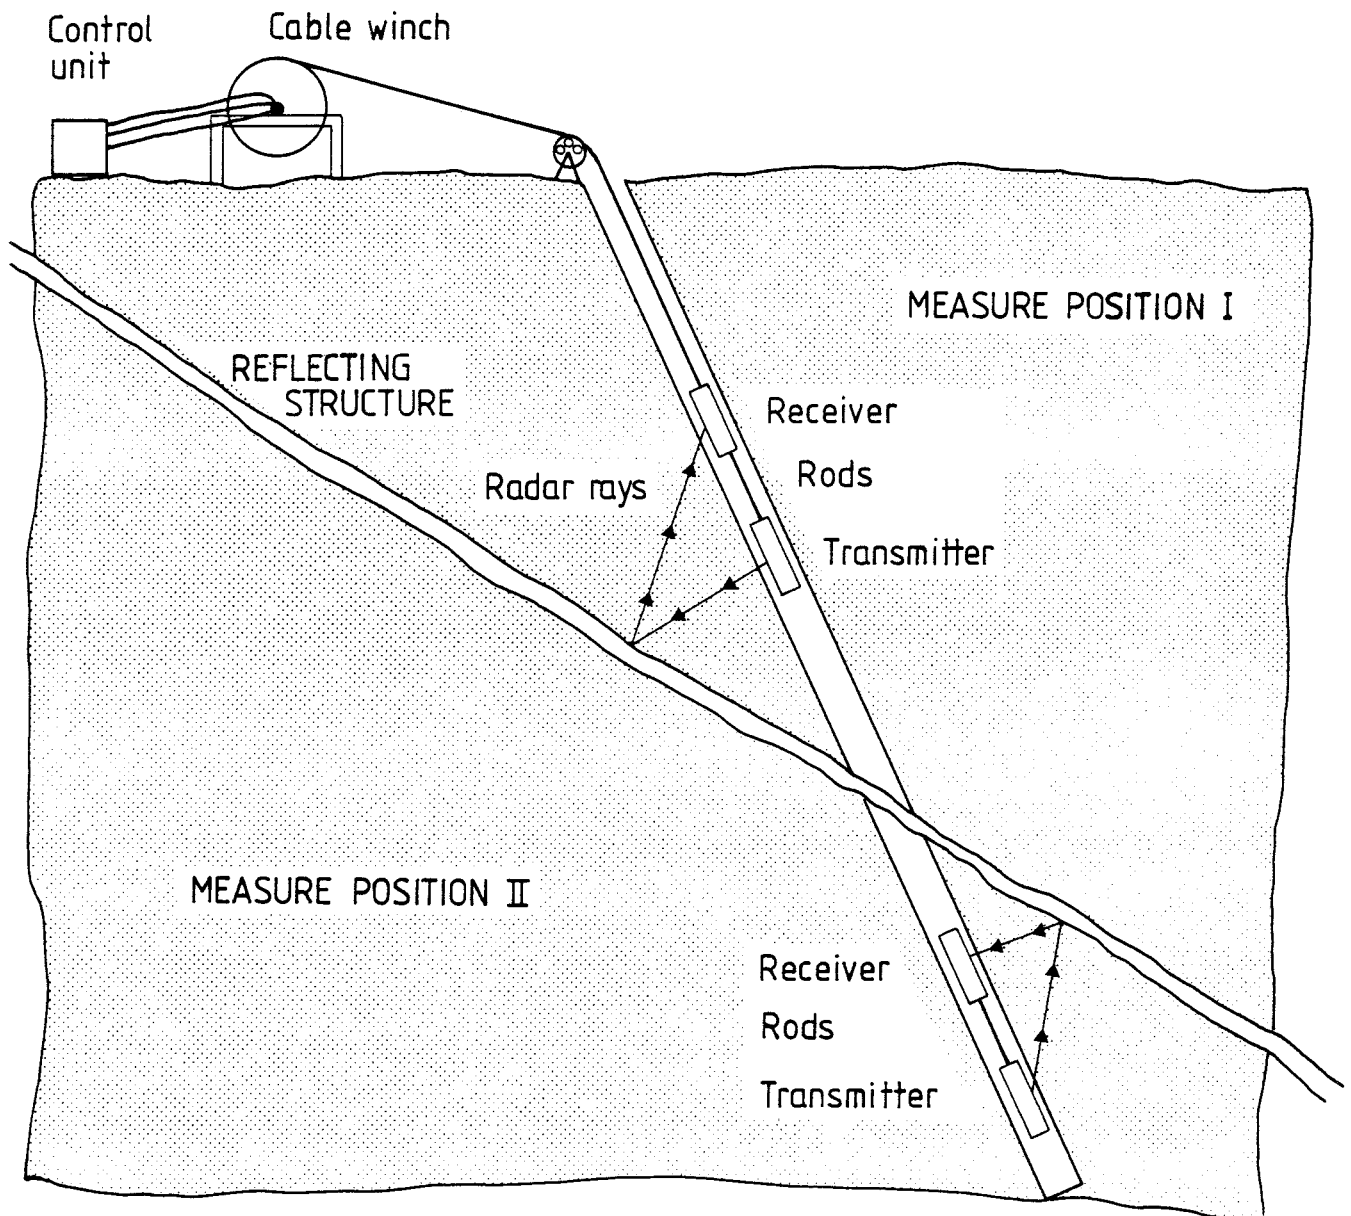 Control
unit
Cable winch
MEASURE POSITION I
REFLECTING
STRUCTURE
Receiver
Radar rays
Rods
Transmitter
MEASURE POSITION II
Receiver
Rods
Transmitter